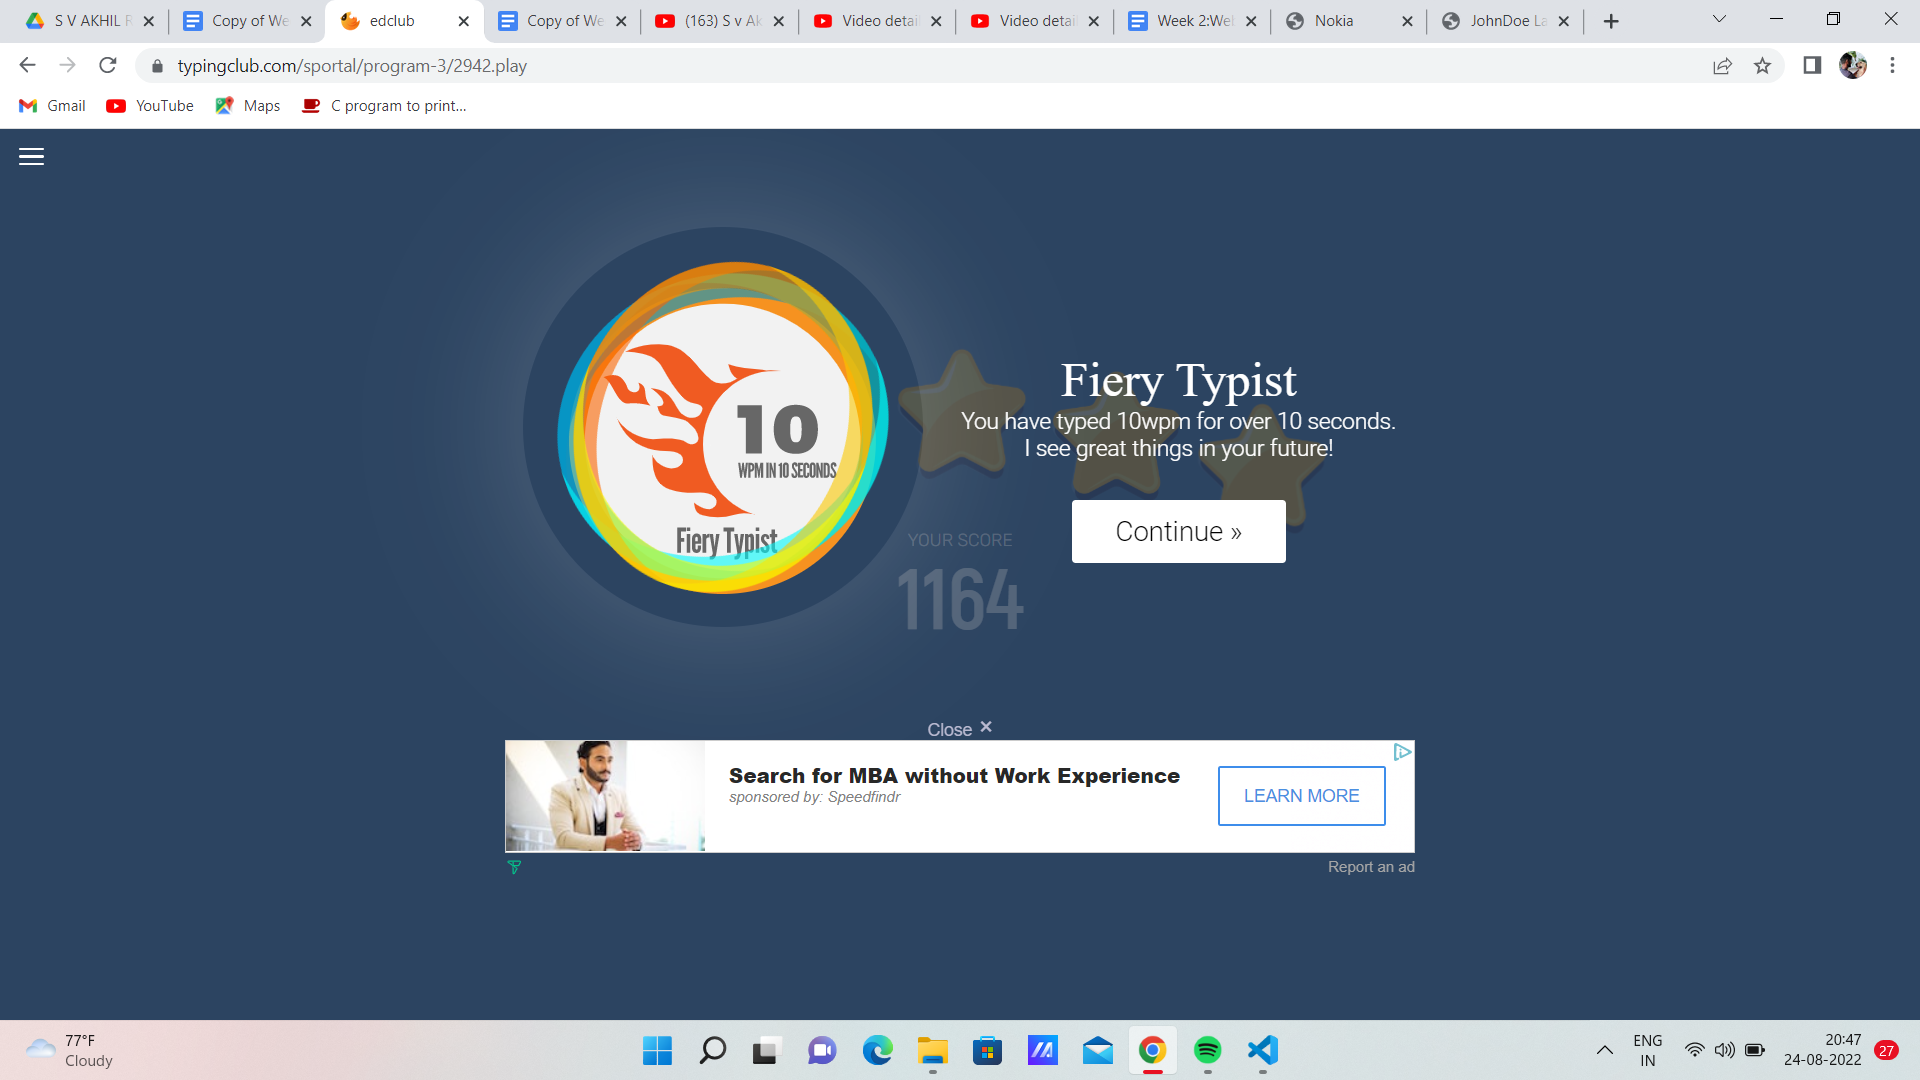 S V AKHIL R
Copy of We
edclub
Copy of We
(163) S v Ak
Video detail
Video detail
Week 2:Web
Nokia
JohnDoe La
typingclub.com/sportal/program-3/2942.play
Gmail
YouTube
Maps
C program to print...
10
WPM IN 10 SECONDS
Fiery Typist
Fiery Typist
You have typed 10wpm for over 10 seconds.
I see great things in your future!
Continue »
YOUR SCORE
1164
Close ×
Search for MBA without Work Experience
sponsored by: Speedfindr
LEARN MORE
Report an ad
77°F
Cloudy
ENG
IN
20:47
24-08-2022
27